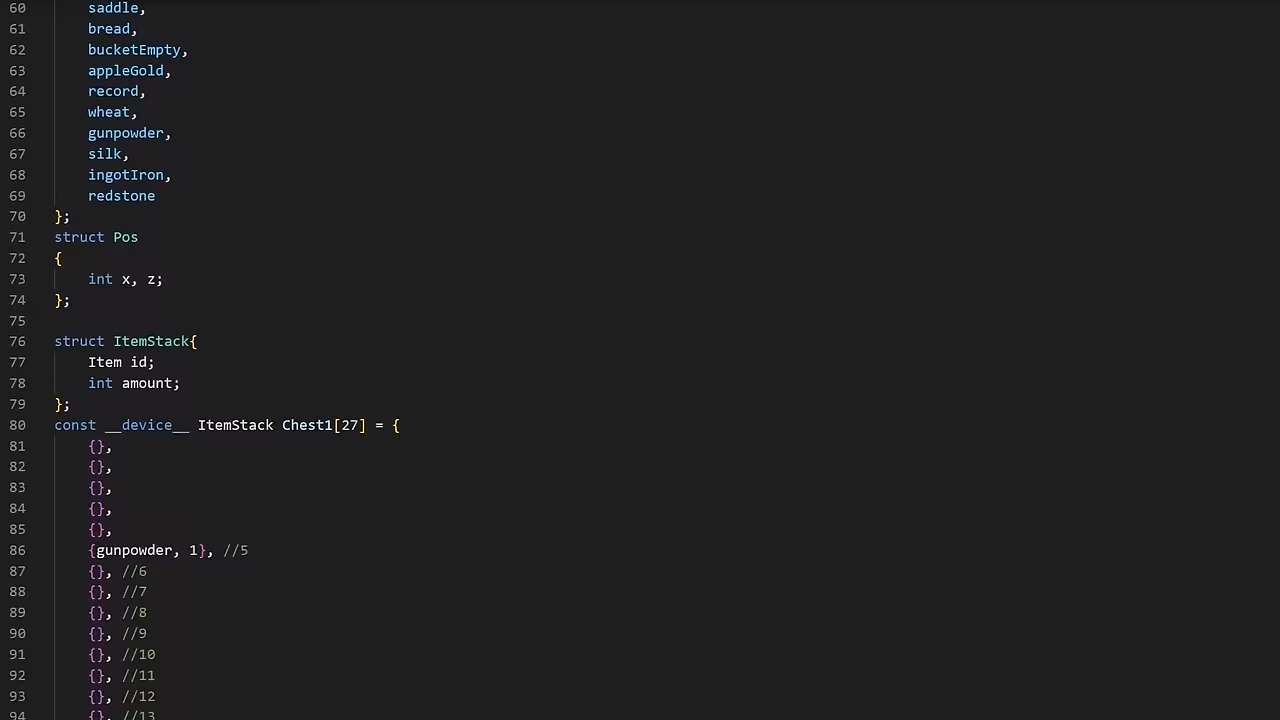 60 saddle,
61 bread,
62 bucketEmpty,
63 appleGold,
64 record,
65 wheat,
66 gunpowder,
67 silk,
68 ingotIron,
69 redstone
70 };
71 struct Pos
72 {
73 int x, z;
74 };
75
76 struct ItemStack{
77 Item id;
78 int amount;
79 };
80 const __device__ ItemStack Chest1[27] = {
81 {},
82 {},
83 {},
84 {},
85 {},
86 {gunpowder, 1}, //5
87 {}, //6
88 {}, //7
89 {}, //8
90 {}, //9
91 {}, //10
92 {}, //11
93 {}, //12
94 {}, //13